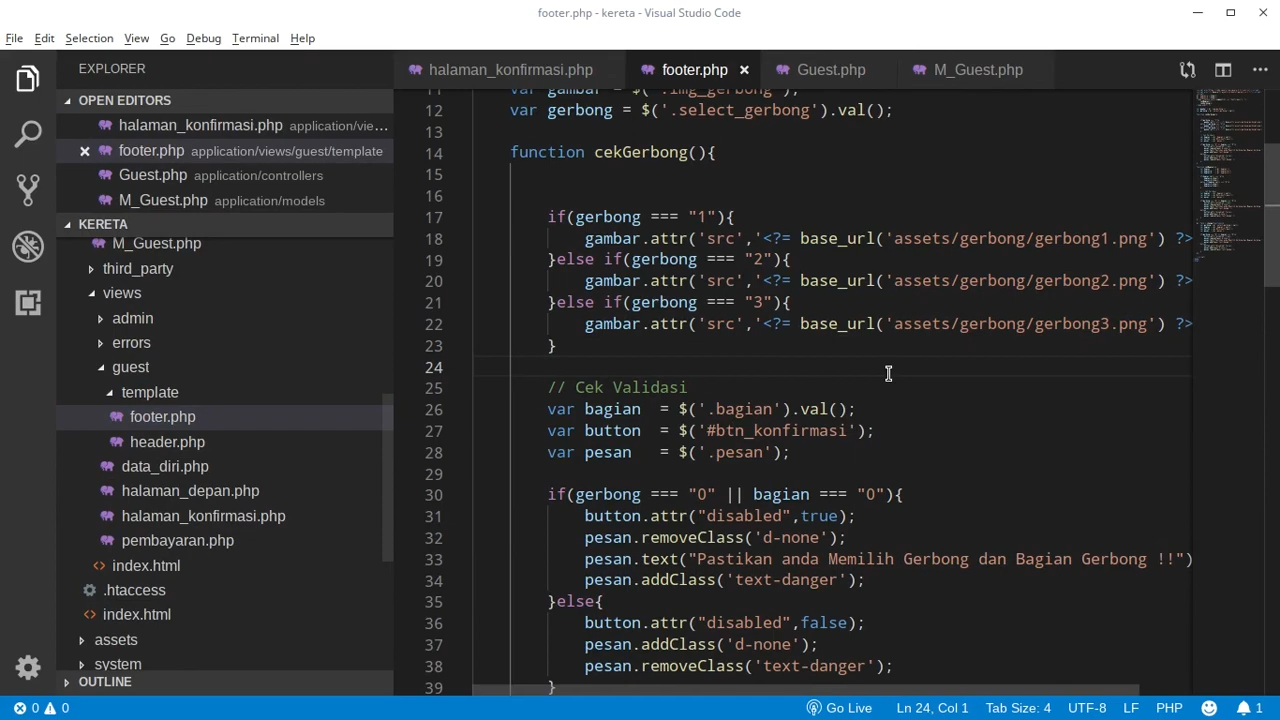 footer.php - kereta - Visual Studio Code
File Edit Selection View Go Debug Terminal Help
EXPLORER
OPEN EDITORS
halaman_konfirmasi.php application/vie...
footer.php application/views/guest/template
Guest.php application/controllers
M_Guest.php application/models
KERETA
M_Guest.php
third_party
views
admin
errors
guest
template
footer.php
header.php
data_diri.php
halaman_depan.php
halaman_konfirmasi.php
pembayaran.php
index.html
.htaccess
index.html
assets
system
OUTLINE
halaman_konfirmasi.php footer.php Guest.php M_Guest.php
11 var gambar = $('.img_gerbong');
12 var gerbong = $('.select_gerbong').val();
13
14 function cekGerbong(){
15
16
17 if(gerbong === "1"){
18 gambar.attr('src','<?= base_url('assets/gerbong/gerbong1.png') ?>
19 }else if(gerbong === "2"){
20 gambar.attr('src','<?= base_url('assets/gerbong/gerbong2.png') ?>
21 }else if(gerbong === "3"){
22 gambar.attr('src','<?= base_url('assets/gerbong/gerbong3.png') ?>
23 }
24
25 // Cek Validasi
26 var bagian = $('.bagian').val();
27 var button = $('#btn_konfirmasi');
28 var pesan = $('.pesan');
29
30 if(gerbong === "0" || bagian === "0"){
31 button.attr("disabled",true);
32 pesan.removeClass('d-none');
33 pesan.text("Pastikan anda Memilih Gerbong dan Bagian Gerbong !!")
34 pesan.addClass('text-danger');
35 }else{
36 button.attr("disabled",false);
37 pesan.addClass('d-none');
38 pesan.removeClass('text-danger');
39 }
0 0 Go Live Ln 24, Col 1 Tab Size: 4 UTF-8 LF PHP 1